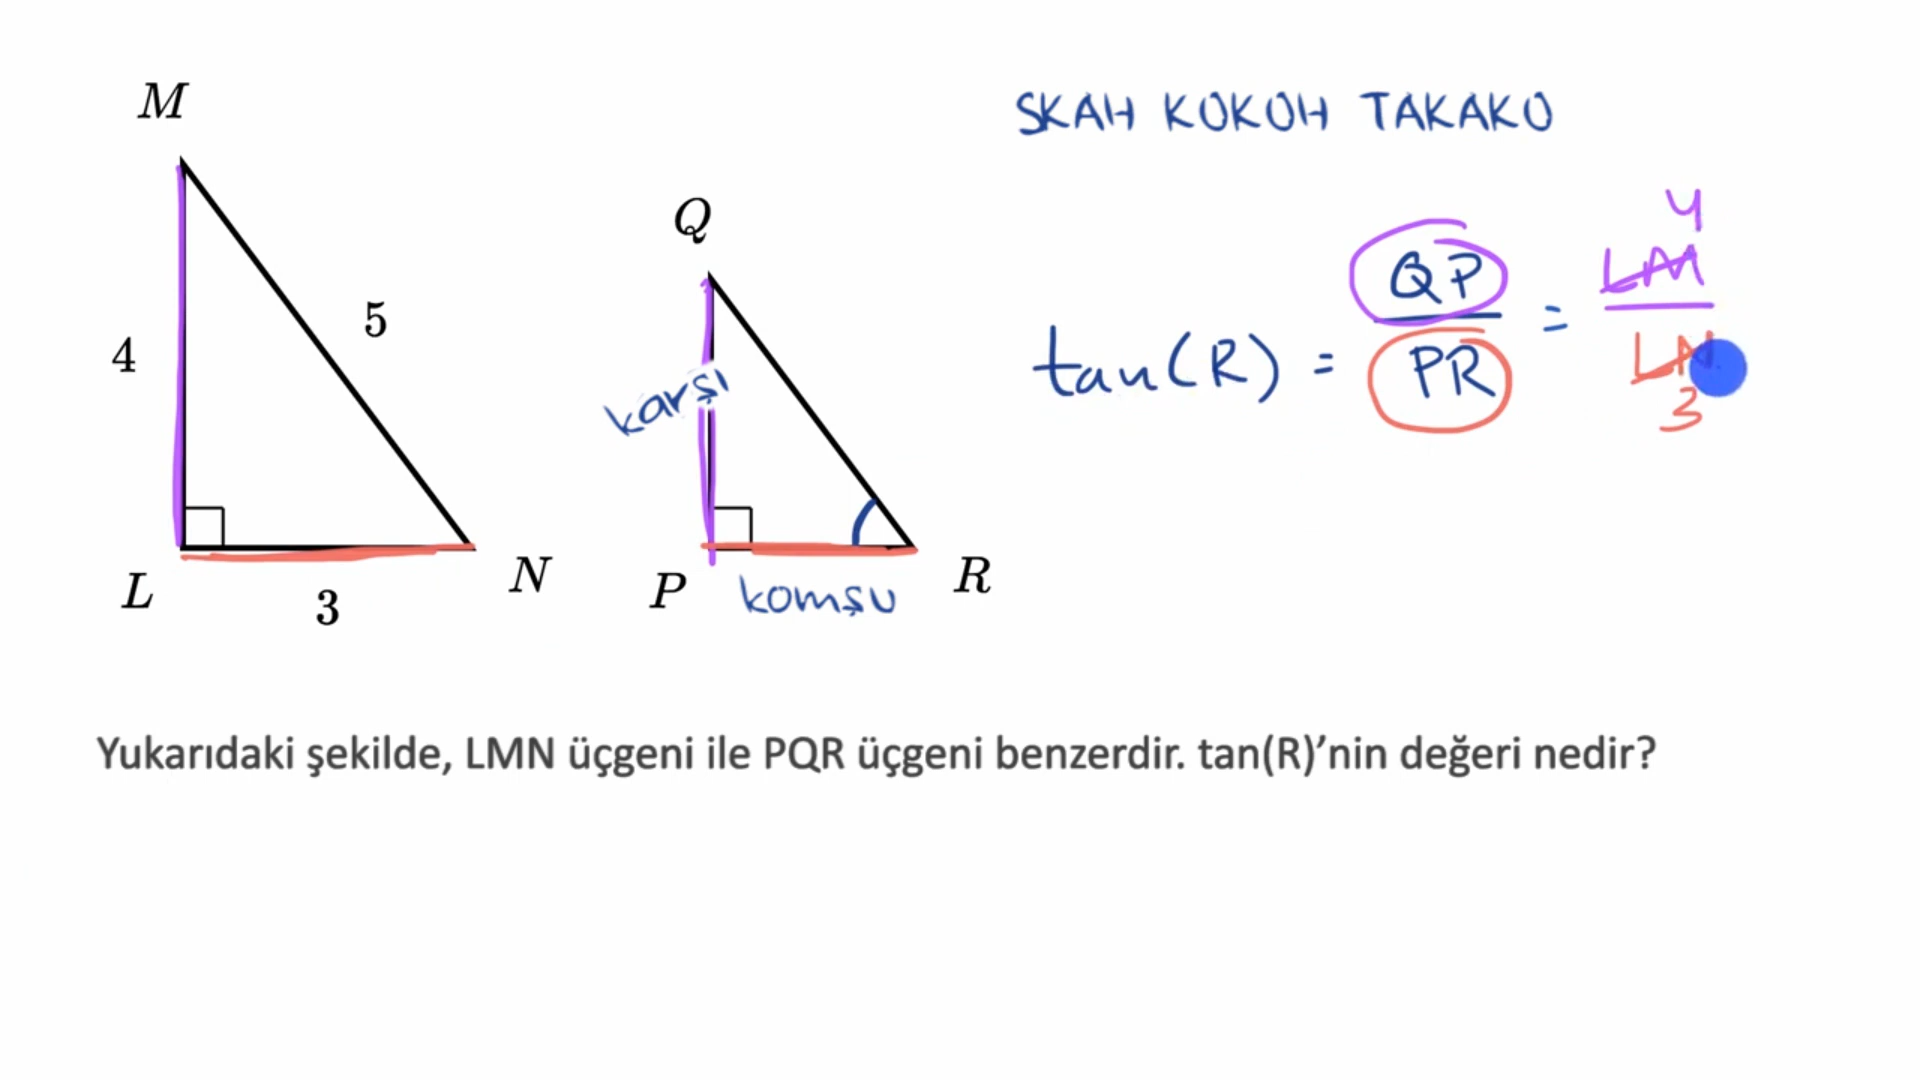 M
SKAH KOKOH TAKAKO
Q
4
5
4
karşı
tan(R) = QP / PR = LM / LN
3
L
3
N
P
komşu
R
Yukarıdaki şekilde, LMN üçgeni ile PQR üçgeni benzerdir. tan(R)’nin değeri nedir?